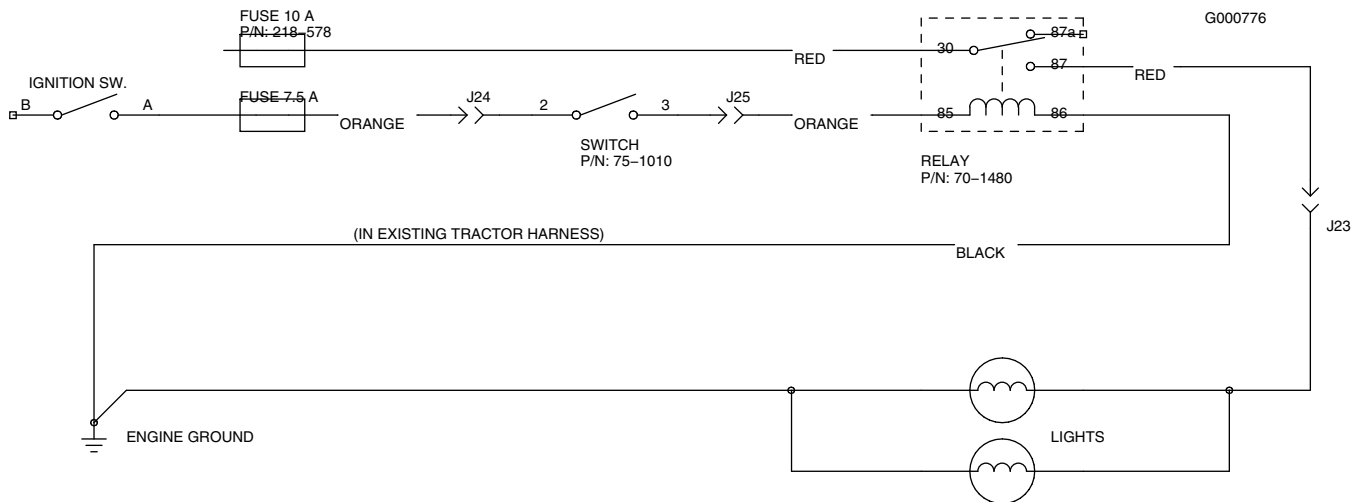 FUSE 10 A
P/N: 218–578
G000776
30
87a
RED
87
RED
IGNITION SW.
B
A
FUSE 7.5 A
ORANGE
J24
2
3
J25
ORANGE
85
86
SWITCH
P/N: 75–1010
RELAY
P/N: 70–1480
J23
(IN EXISTING TRACTOR HARNESS)
BLACK
ENGINE GROUND
LIGHTS